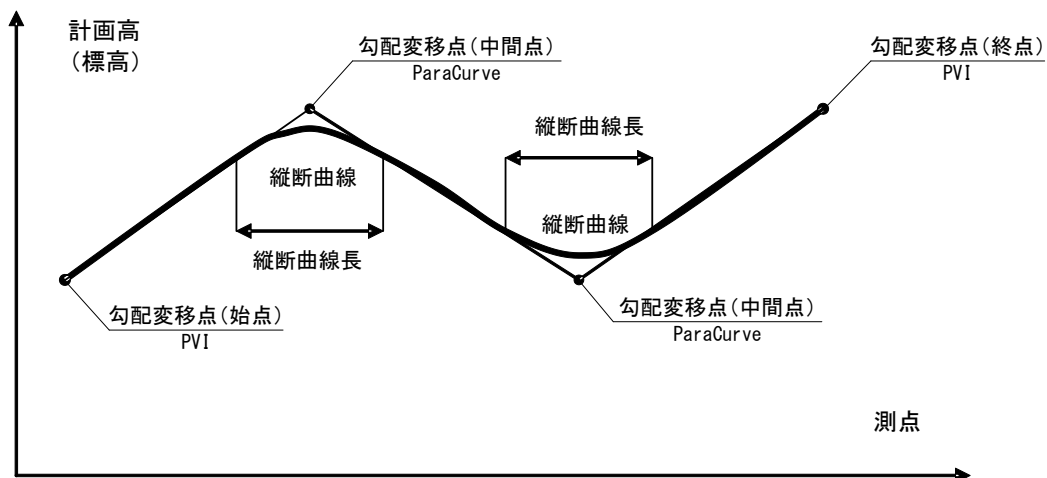 計画高
（標高）
勾配変移点（中間点）
ParaCurve
勾配変移点（終点）
PVI
縦断曲線長
縦断曲線
縦断曲線
縦断曲線長
勾配変移点（始点）
PVI
勾配変移点（中間点）
ParaCurve
測点